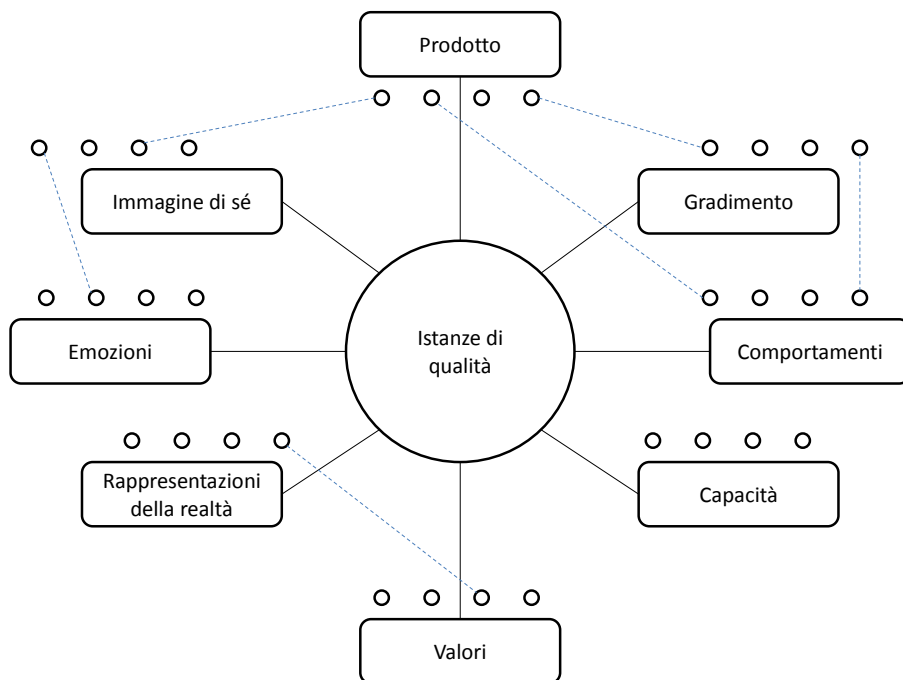 Prodotto
Immagine di sé
Gradimento
Emozioni
Istanze di
qualità
Comportamenti
Rappresentazioni
della realtà
Capacità
Valori